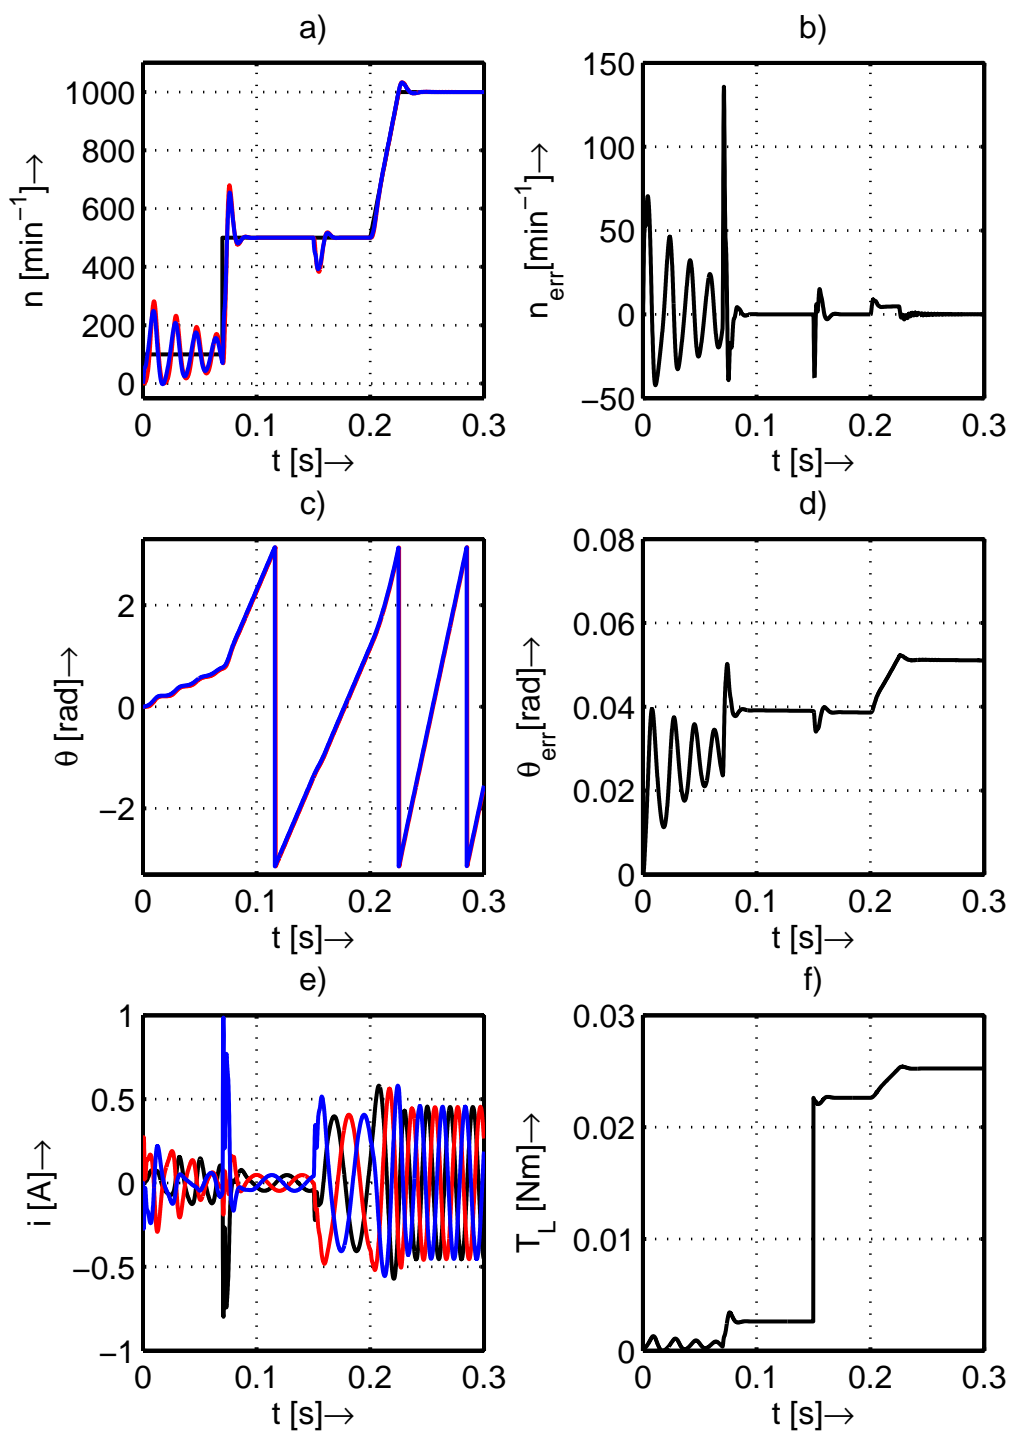 a)
n [min⁻¹]→
1000
800
600
400
200
0
0 0.1 0.2 0.3
t [s]→
b)
n_err[min⁻¹]→
150
100
50
0
−50
0 0.1 0.2 0.3
t [s]→
c)
θ [rad]→
2
0
−2
0 0.1 0.2 0.3
t [s]→
d)
θ_err[rad]→
0.08
0.06
0.04
0.02
0
0 0.1 0.2 0.3
t [s]→
e)
i [A]→
1
0.5
0
−0.5
−1
0 0.1 0.2 0.3
t [s]→
f)
T_L [Nm]→
0.03
0.02
0.01
0
0 0.1 0.2 0.3
t [s]→